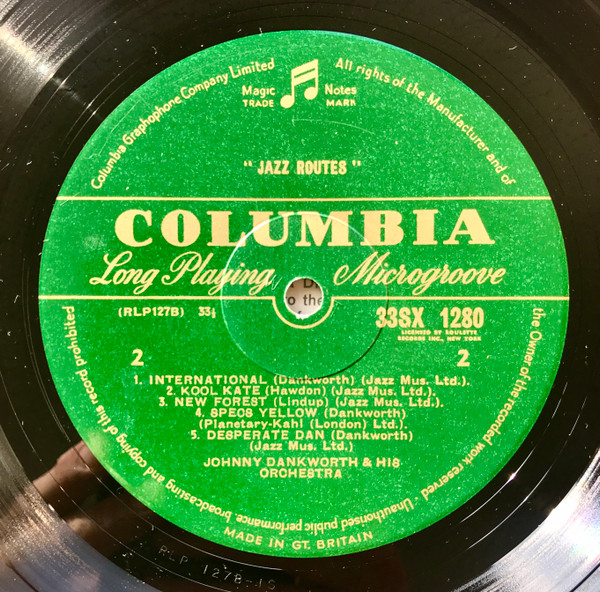 Columbia Graphophone Company Limited
All rights of the Manufacturer and of
the Owner of the recorded work reserved
Unauthorised public performance, broadcasting and copying of this record prohibited
Magic Notes
TRADE MARK
"JAZZ ROUTES"
COLUMBIA
Long Playing Microgroove
o the
(RLP127B) 33⅓ 33SX 1280
LICENSED BY ROULETTE
RECORDS INC., NEW YORK
2 2
1. INTERNATIONAL (Dankworth) (Jazz Mus. Ltd.).
2. KOOL KATE (Hawdon) (Jazz Mus. Ltd.).
3. NEW FOREST (Lindup) (Jazz Mus. Ltd.).
4. SPEOS YELLOW (Dankworth)
(Planetary-Kahl (London) Ltd.).
5. DESPERATE DAN (Dankworth)
(Jazz Mus. Ltd.)
JOHNNY DANKWORTH & HIS
ORCHESTRA
MADE IN GT. BRITAIN
RLP 127B-1S